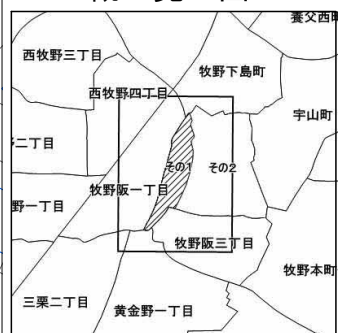 養父西町
西牧野三丁目
牧野下島町
西牧野四丁目
宇山町
二丁目
その1
その2
牧野阪一丁目
野一丁目
牧野阪三丁目
牧野本町
三栗二丁目
黄金野一丁目